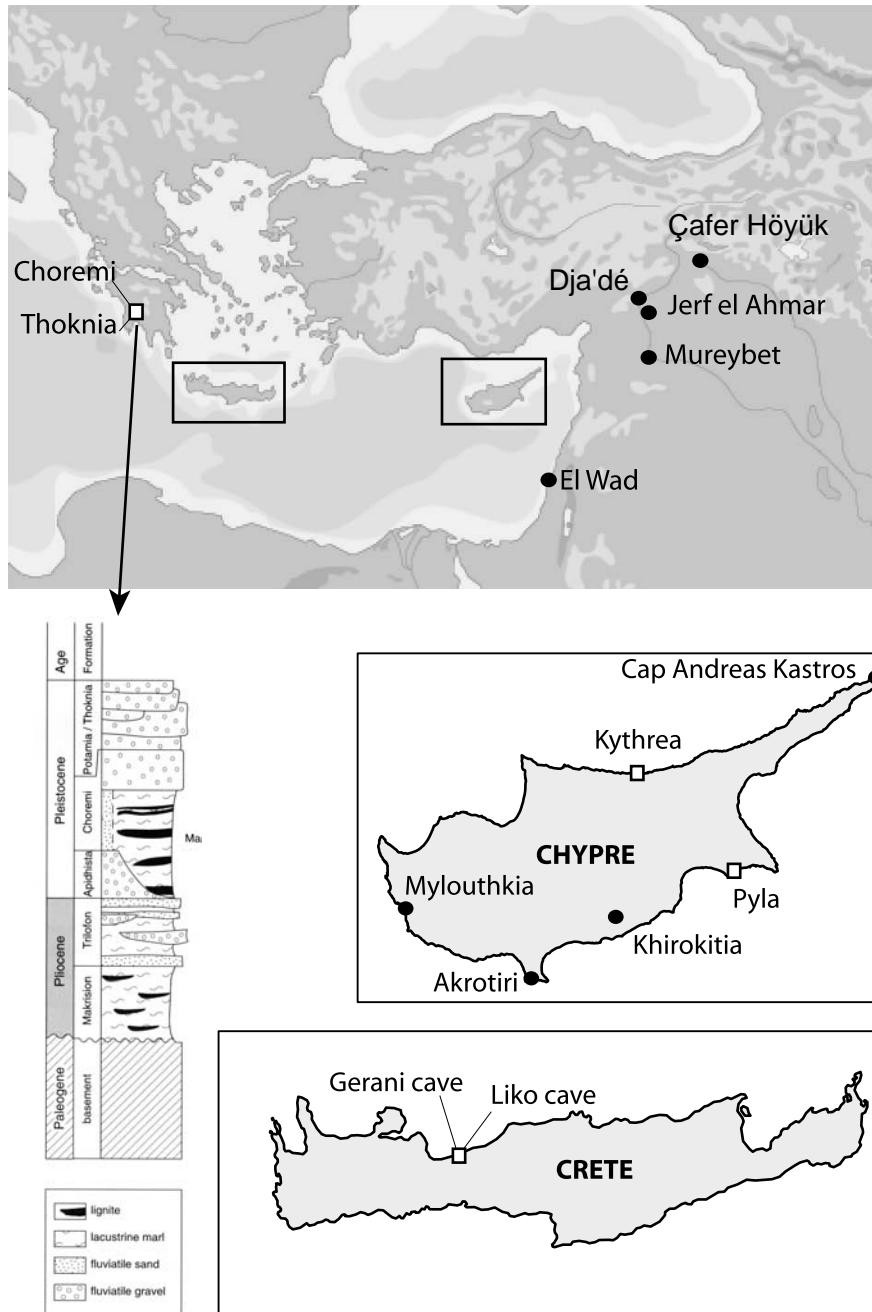 Çafer Höyük
Dja'dé
Choremi
Jerf el Ahmar
Thoknia
Mureybet
El Wad
Age
Formation
Pleistocene
Potamia / Thoknia
Choremi
Apidhista
Pliocene
Trilofon
Makrision
Paleogene
basement
Ma
lignite
lacustrine marl
fluviatile sand
fluviatile gravel
Cap Andreas Kastros
Kythrea
CHYPRE
Mylouthkia
Pyla
Khirokitia
Akrotiri
Gerani cave
Liko cave
CRETE